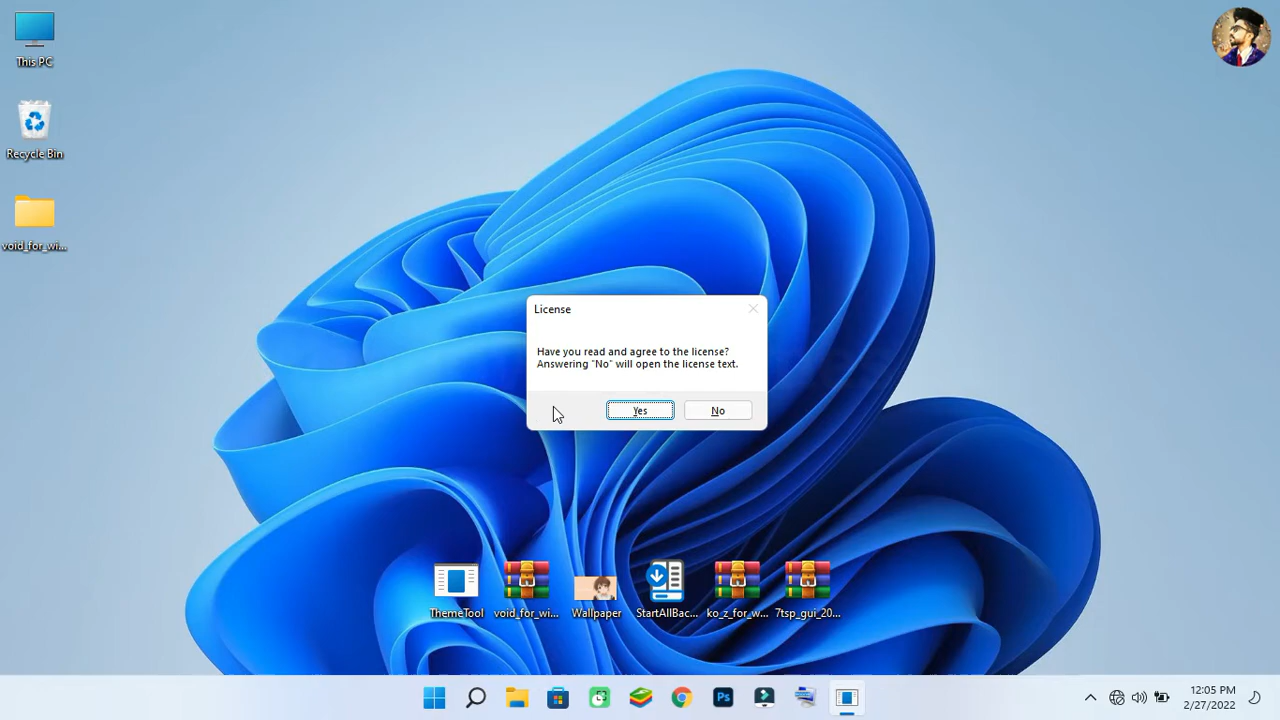 This PC
Recycle Bin
void_for_wi...
License
Have you read and agree to the license?
Answering "No" will open the license text.
Yes
No
ThemeTool
void_for_wi...
Wallpaper
StartAllBac...
ko_z_for_w...
7tsp_gui_20...
Ps
12:05 PM
2/27/2022